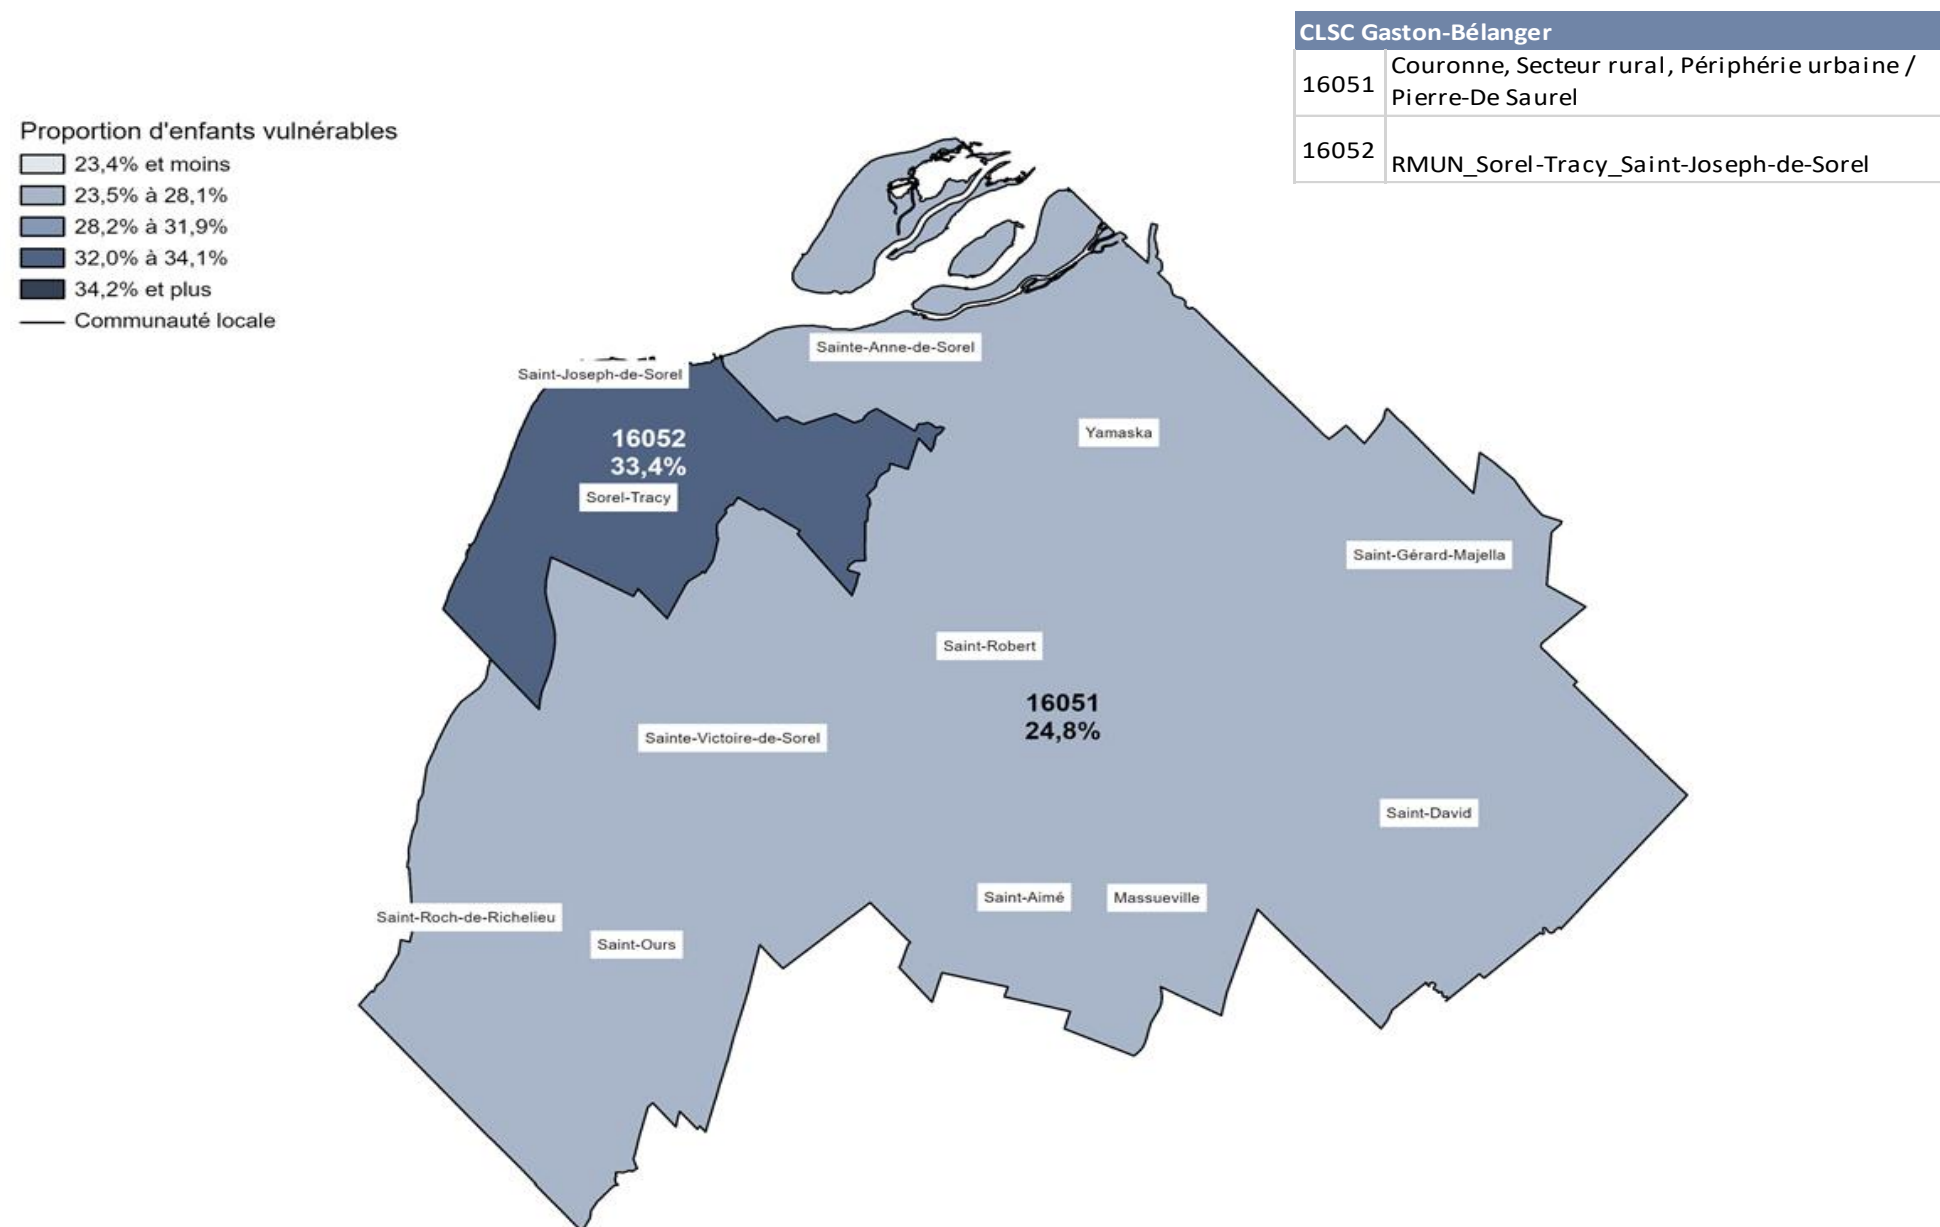 CLSC Gaston-Bélanger
16051
Couronne, Secteur rural, Périphérie urbaine /
Pierre-De Saurel
16052
RMUN_Sorel-Tracy_Saint-Joseph-de-Sorel
Proportion d'enfants vulnérables
23,4% et moins
23,5% à 28,1%
28,2% à 31,9%
32,0% à 34,1%
34,2% et plus
Communauté locale
Sainte-Anne-de-Sorel
Saint-Joseph-de-Sorel
16052
33,4%
Sorel-Tracy
Yamaska
Saint-Gérard-Majella
Saint-Robert
16051
24,8%
Sainte-Victoire-de-Sorel
Saint-David
Saint-Aimé
Massueville
Saint-Roch-de-Richelieu
Saint-Ours